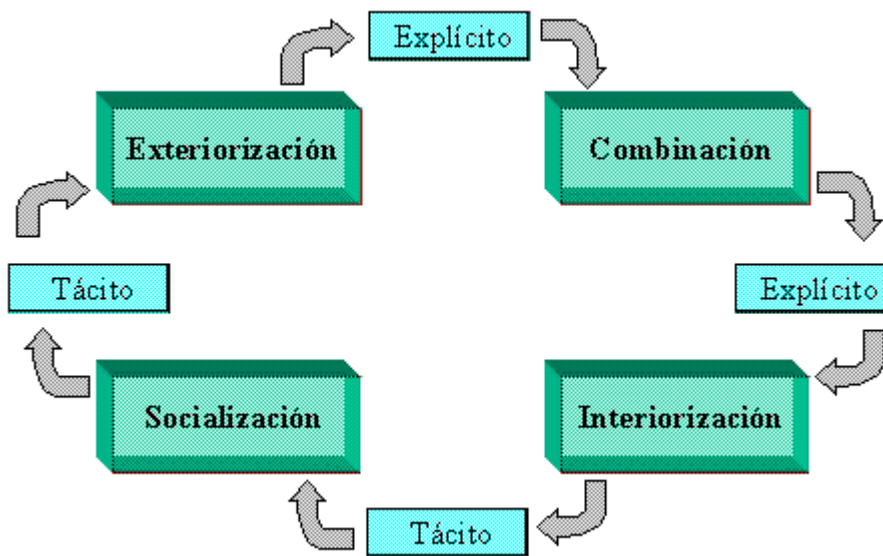 Explícito
Exteriorización
Combinación
Tácito
Explícito
Socialización
Interiorización
Tácito